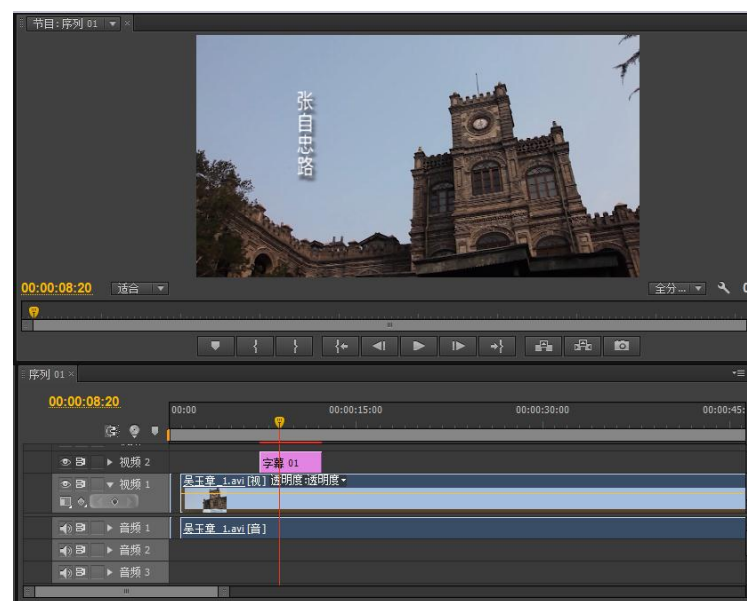 节目:序列 01
张自忠路
00:00:08:20
适合
全分...
序列 01
00:00:08:20
00:00
00:00:15:00
00:00:30:00
00:00:45:
视频 2
字幕 01
视频 1
吴玉章_1.avi [视] 透明度:透明度
音频 1
吴玉章_1.avi [音]
音频 2
音频 3